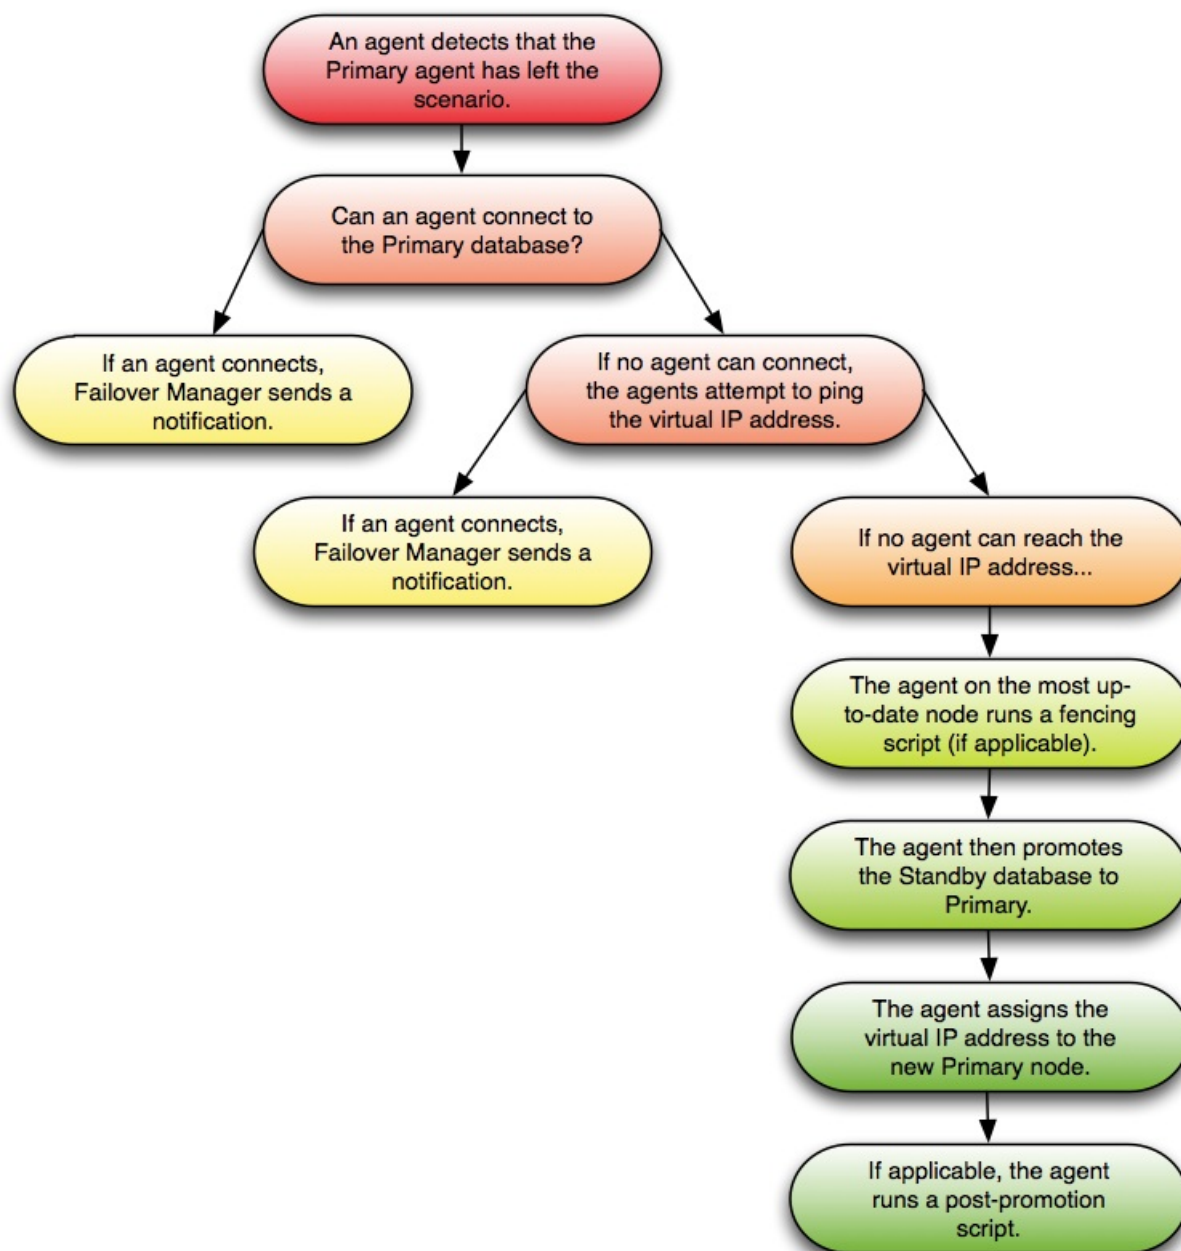 An agent detects that the
Primary agent has left the
scenario.
Can an agent connect to
the Primary database?
If an agent connects,
Failover Manager sends a
notification.
If no agent can connect,
the agents attempt to ping
the virtual IP address.
If an agent connects,
Failover Manager sends a
notification.
If no agent can reach the
virtual IP address...
The agent on the most up-
to-date node runs a fencing
script (if applicable).
The agent then promotes
the Standby database to
Primary.
The agent assigns the
virtual IP address to the
new Primary node.
If applicable, the agent
runs a post-promotion
script.